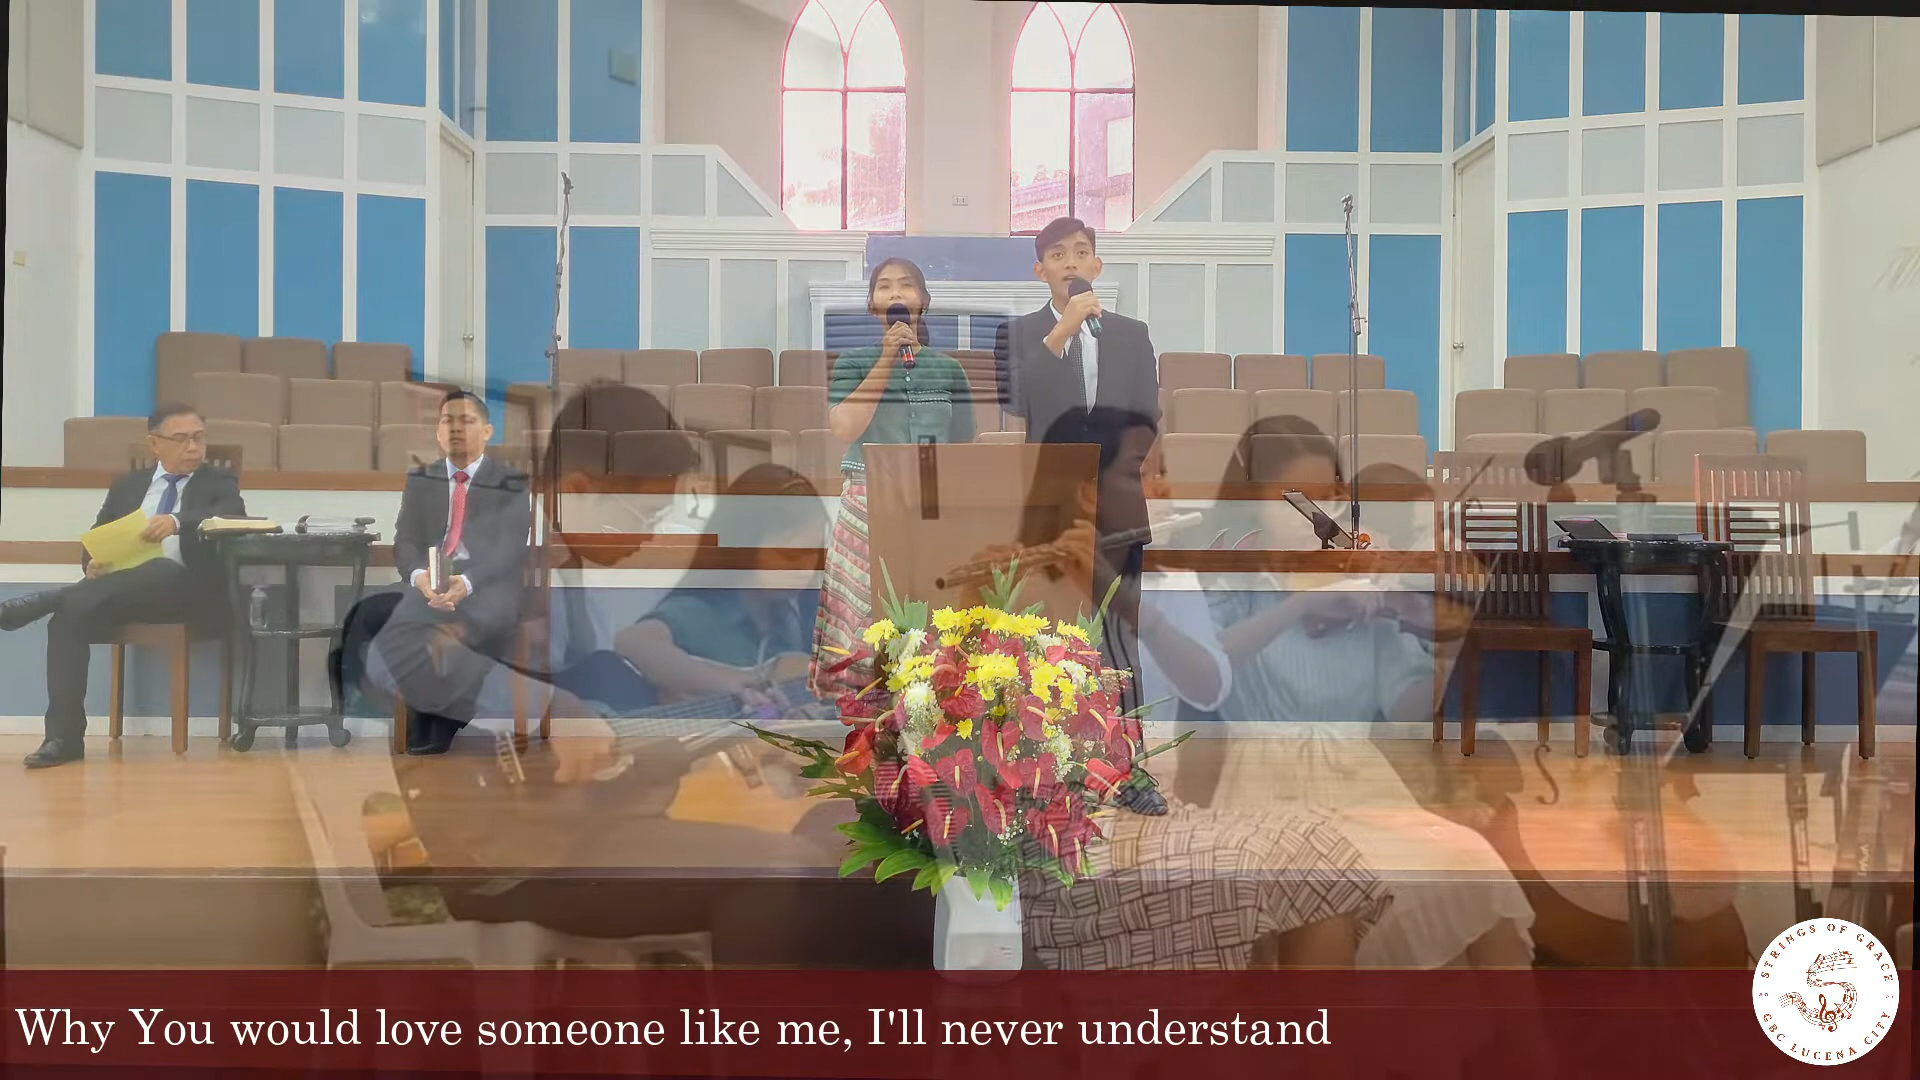 Why You would love someone like me, I'll never understand
STRINGS OF GRACE
GBC LUCENA CITY